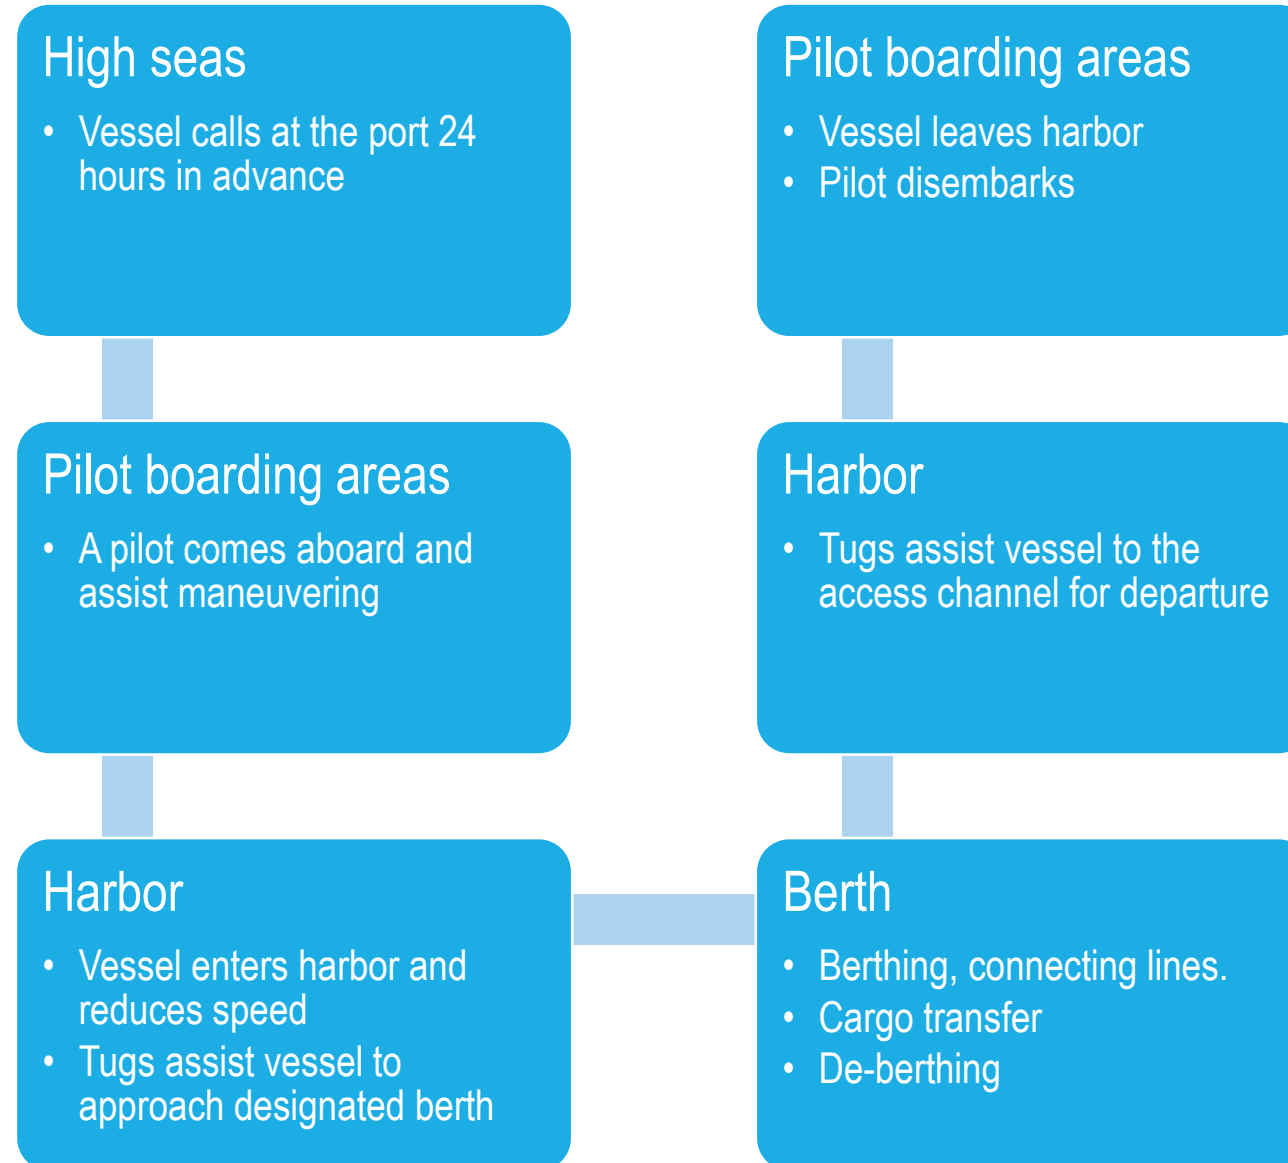 High seas
• Vessel calls at the port 24
hours in advance
Pilot boarding areas
• A pilot comes aboard and
assist maneuvering
Harbor
• Vessel enters harbor and
reduces speed
• Tugs assist vessel to
approach designated berth
Berth
• Berthing, connecting lines.
• Cargo transfer
• De-berthing
Harbor
• Tugs assist vessel to the
access channel for departure
Pilot boarding areas
• Vessel leaves harbor
• Pilot disembarks